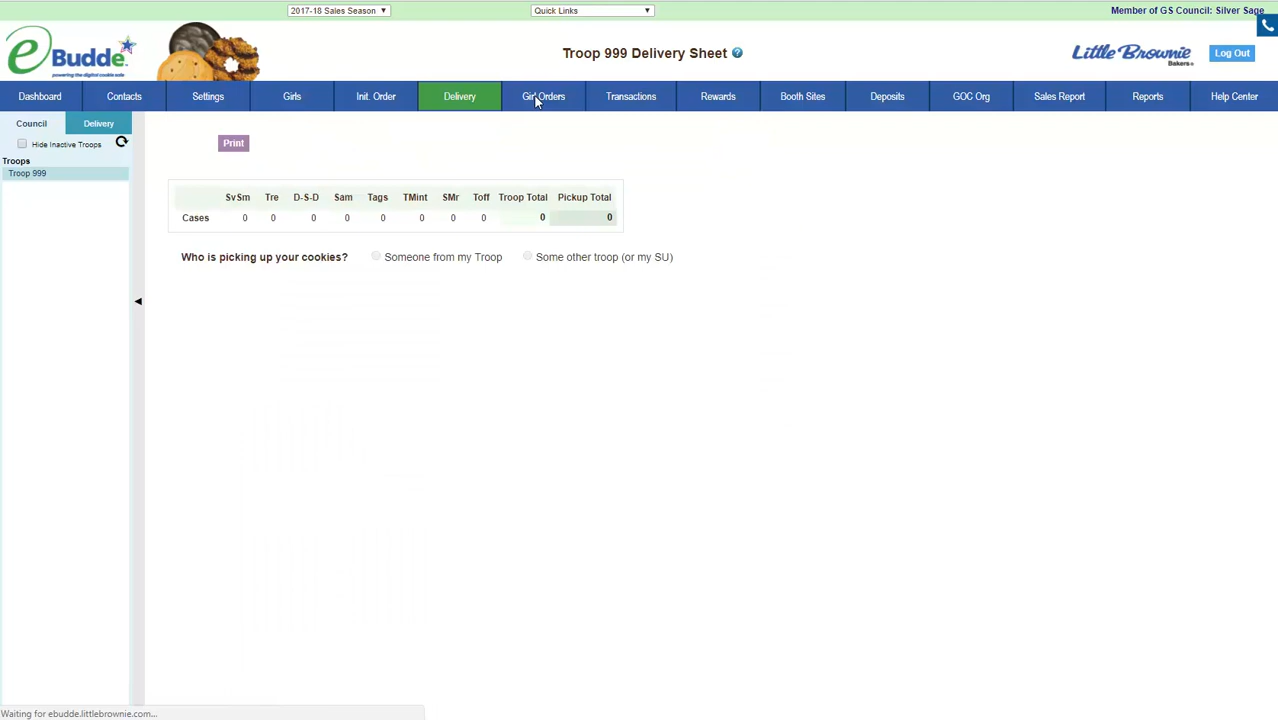 2017-18 Sales Season
Quick Links
Member of GS Council: Silver Sage
eBudde
powering the digital cookie sale
Troop 999 Delivery Sheet ?
Little Brownie
Bakers
Log Out
Dashboard Contacts Settings Girls Init. Order Delivery Girl Orders Transactions Rewards Booth Sites Deposits GOC Org Sales Report Reports Help Center
Council Delivery
Hide Inactive Troops
Troops
Troop 999
Print
SvSm Tre D-S-D Sam Tags TMint SMr Toff Troop Total Pickup Total
Cases 0 0 0 0 0 0 0 0 0 0
Who is picking up your cookies? Someone from my Troop Some other troop (or my SU)
Waiting for ebudde.littlebrownie.com...